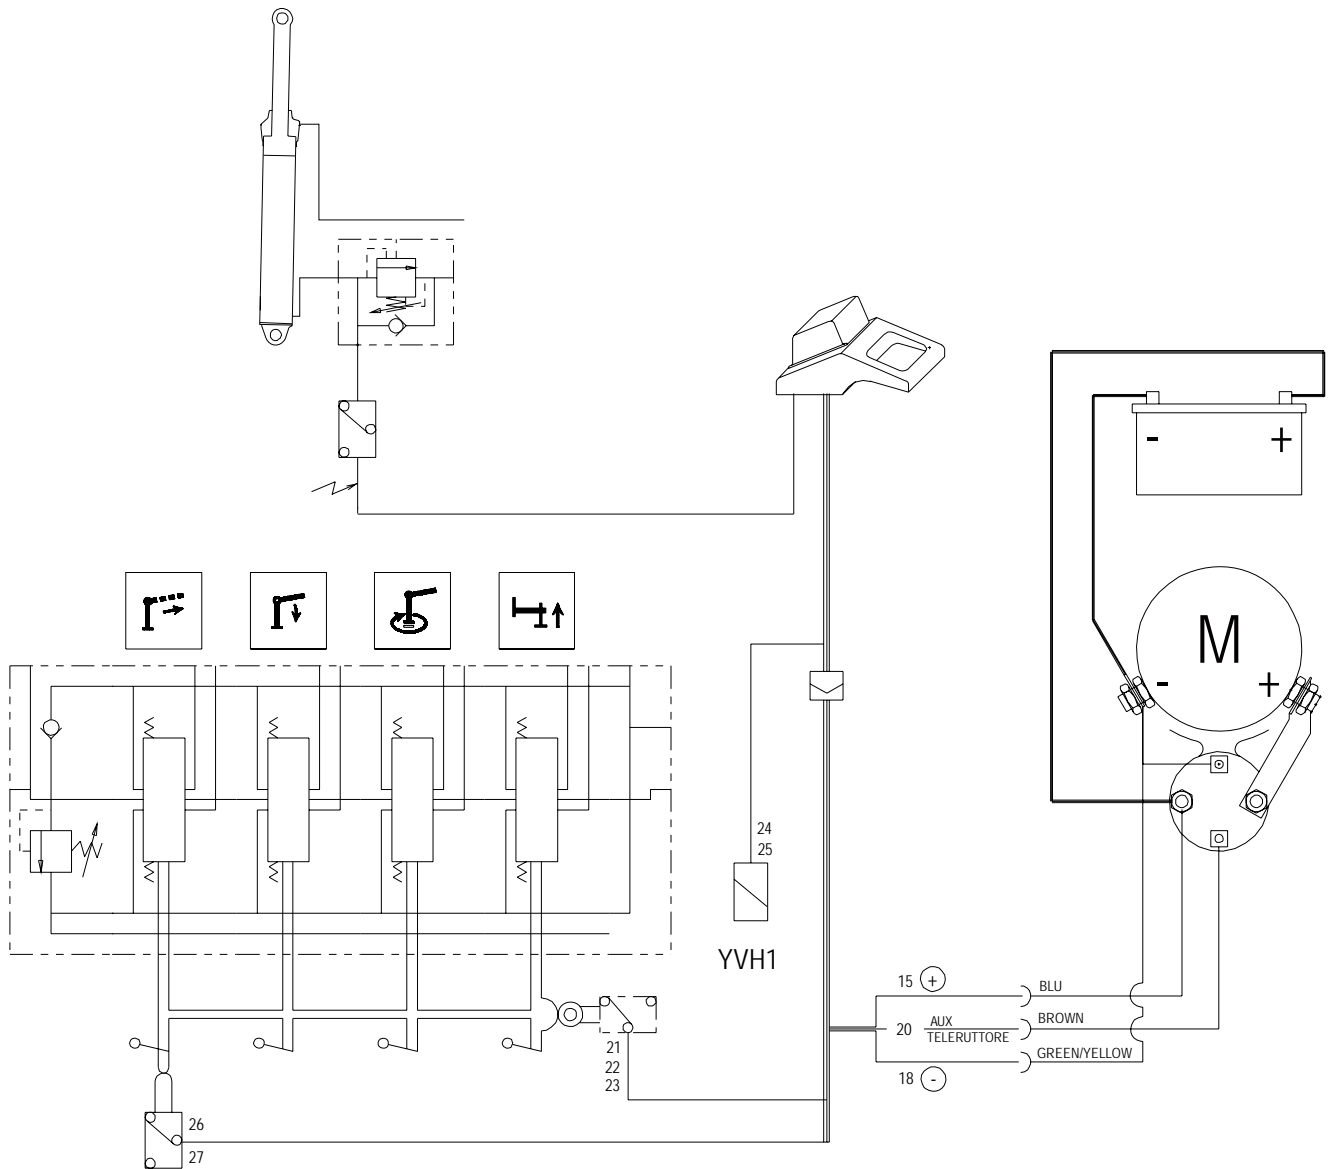 - +
M
- +
24
25
YVH1
15 +
BLU
20 AUX TELERUTTORE
BROWN
GREEN/YELLOW
18 -
21
22
23
26
27